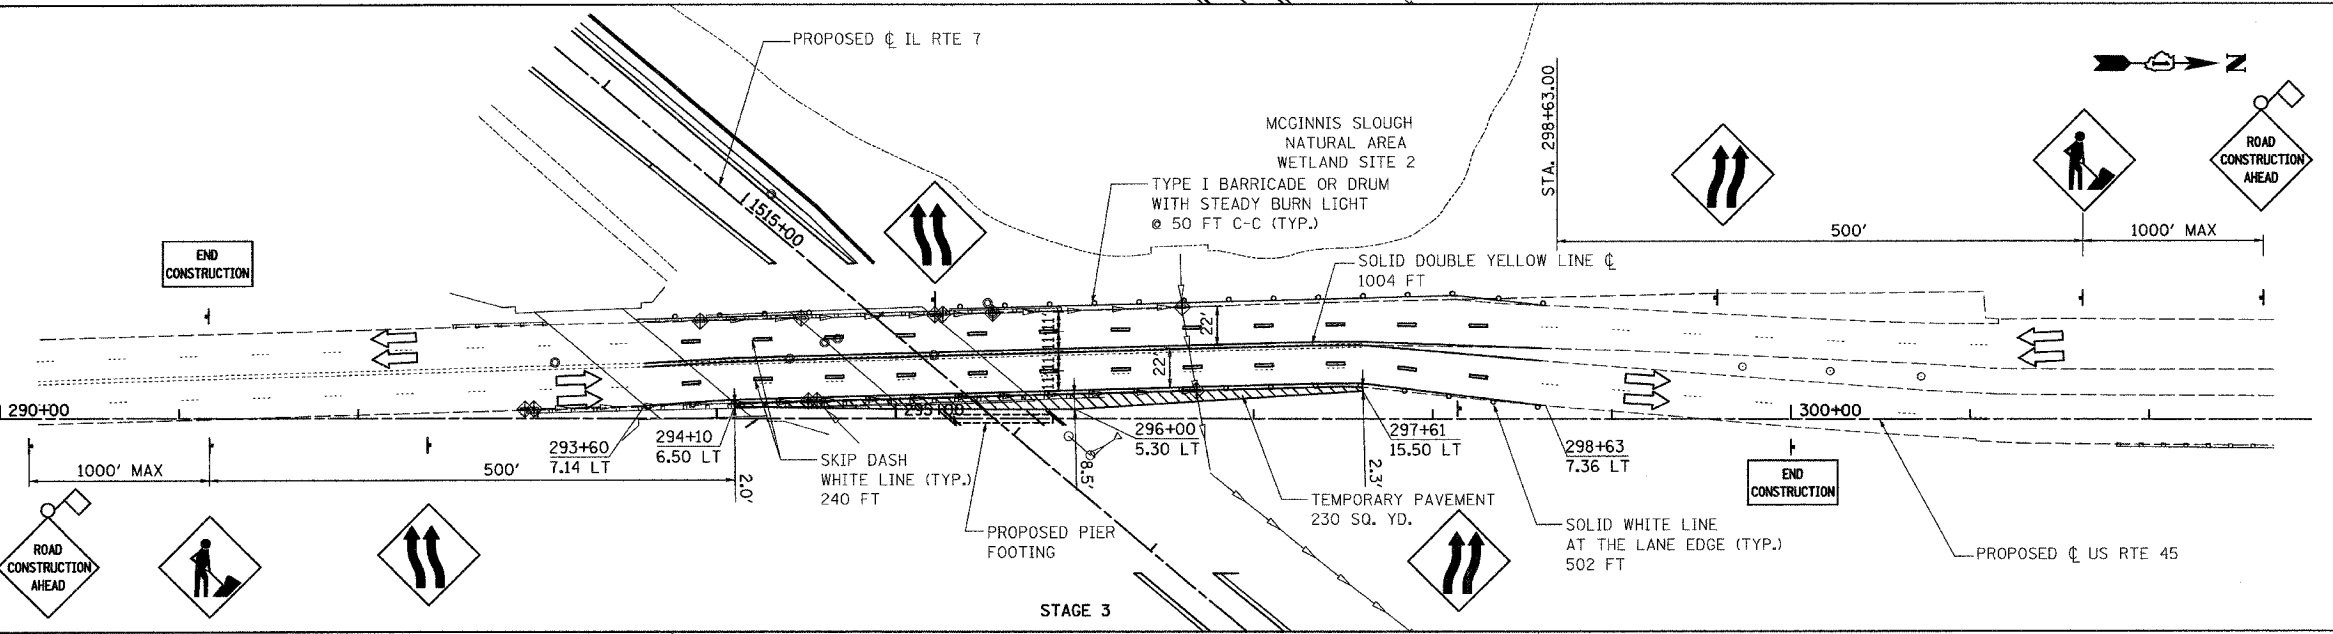 PROPOSED ℄ IL RTE 7
1515+00
MCGINNIS SLOUGH
NATURAL AREA
WETLAND SITE 2
TYPE I BARRICADE OR DRUM
WITH STEADY BURN LIGHT
@ 50 FT C-C (TYP.)
STA. 298+63.00
N
ROAD
CONSTRUCTION
AHEAD
500'
1000' MAX
END
CONSTRUCTION
SOLID DOUBLE YELLOW LINE ℄
1004 FT
11'
11'
11'
11'
22'
22'
290+00
295+00
300+00
293+60
7.14 LT
294+10
6.50 LT
296+00
5.30 LT
297+61
15.50 LT
298+63
7.36 LT
1000' MAX
500'
2.0'
8.5'
2.3'
SKIP DASH
WHITE LINE (TYP.)
240 FT
PROPOSED PIER
FOOTING
TEMPORARY PAVEMENT
230 SQ. YD.
SOLID WHITE LINE
AT THE LANE EDGE (TYP.)
502 FT
END
CONSTRUCTION
PROPOSED ℄ US RTE 45
ROAD
CONSTRUCTION
AHEAD
STAGE 3